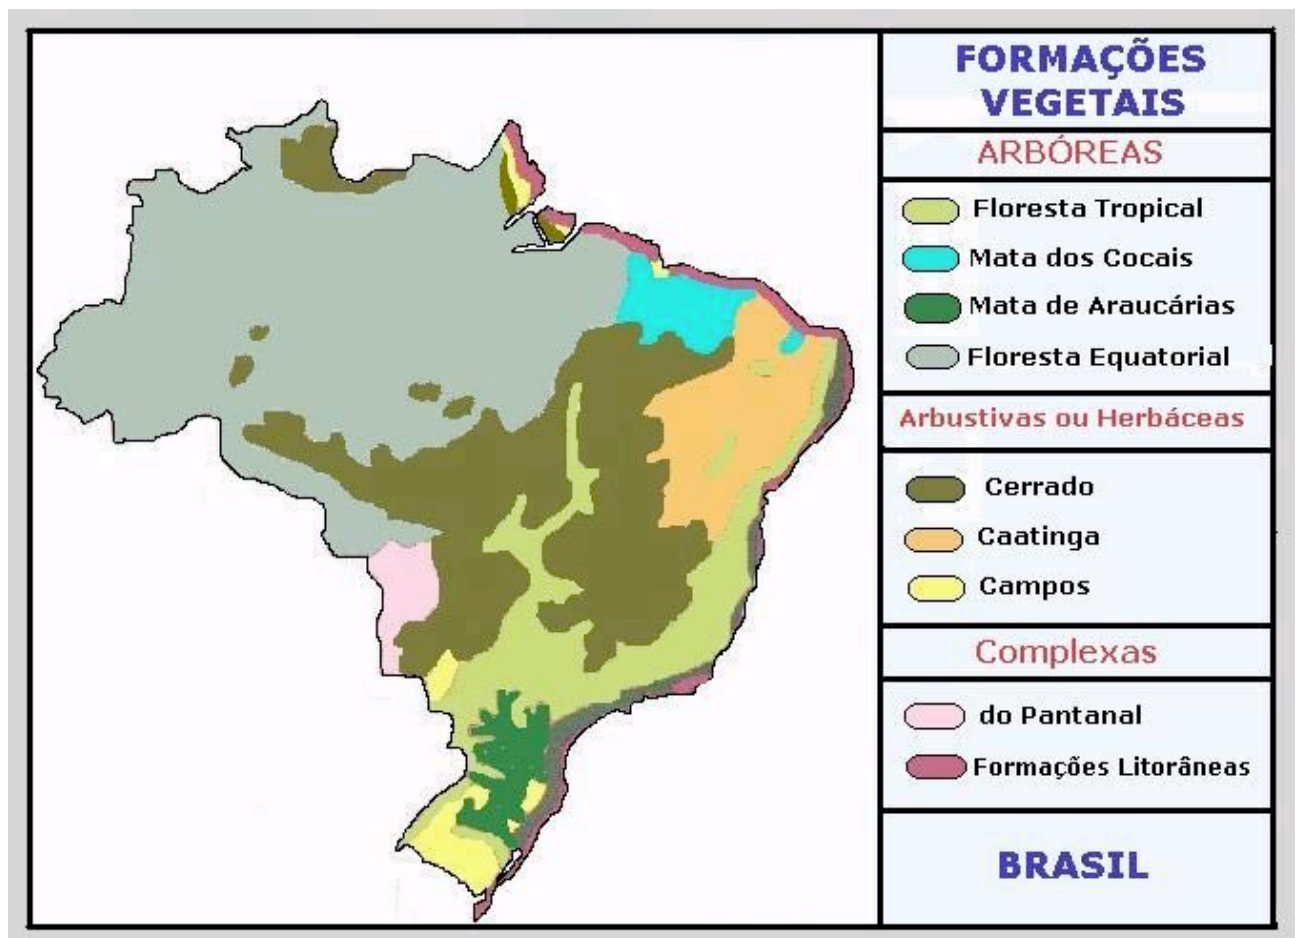 FORMAÇÕES
VEGETAIS
ARBÓREAS
Floresta Tropical
Mata dos Cocais
Mata de Araucárias
Floresta Equatorial
Arbustivas ou Herbáceas
Cerrado
Caatinga
Campos
Complexas
do Pantanal
Formações Litorâneas
BRASIL